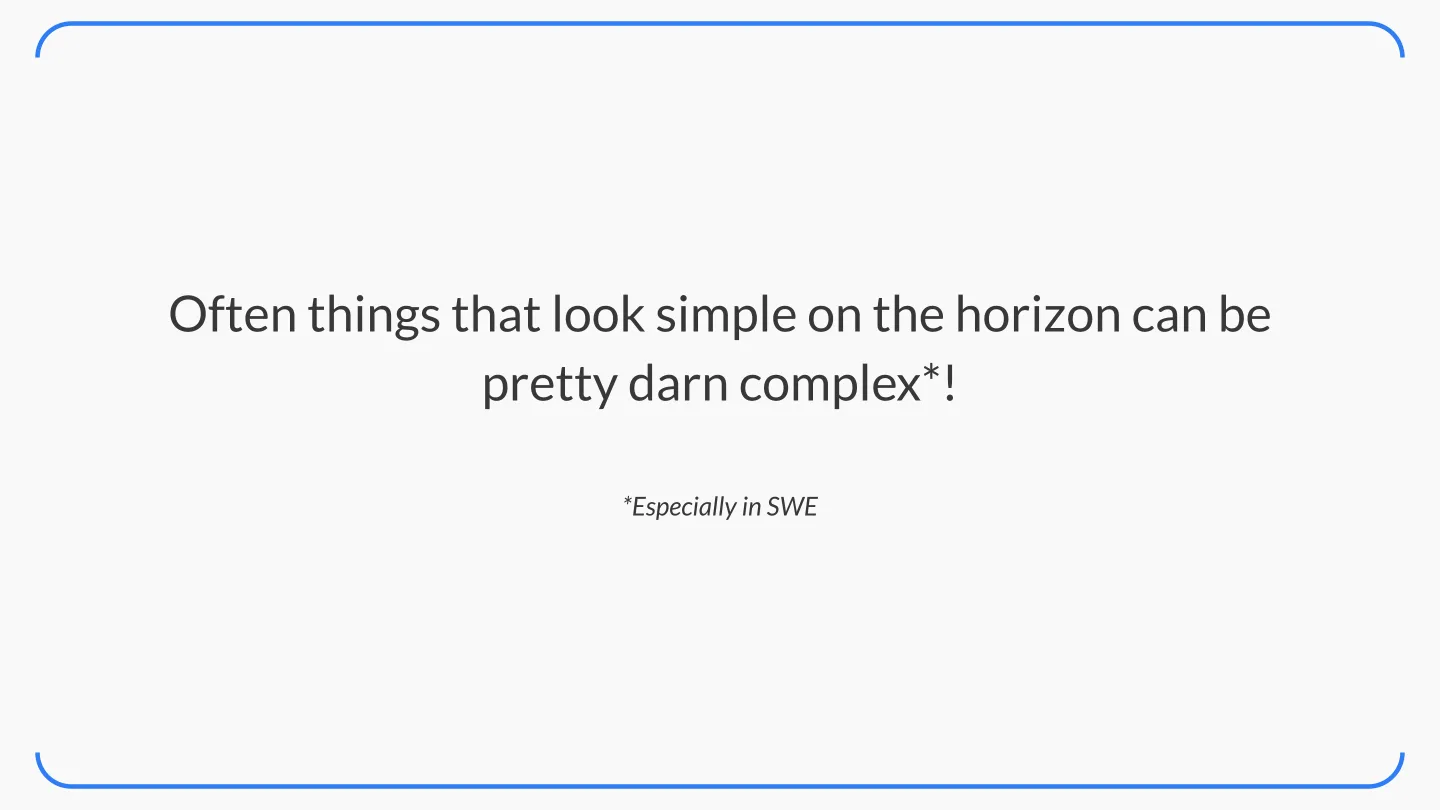 Often things that look simple on the horizon can be
pretty darn complex*!
*Especially in SWE